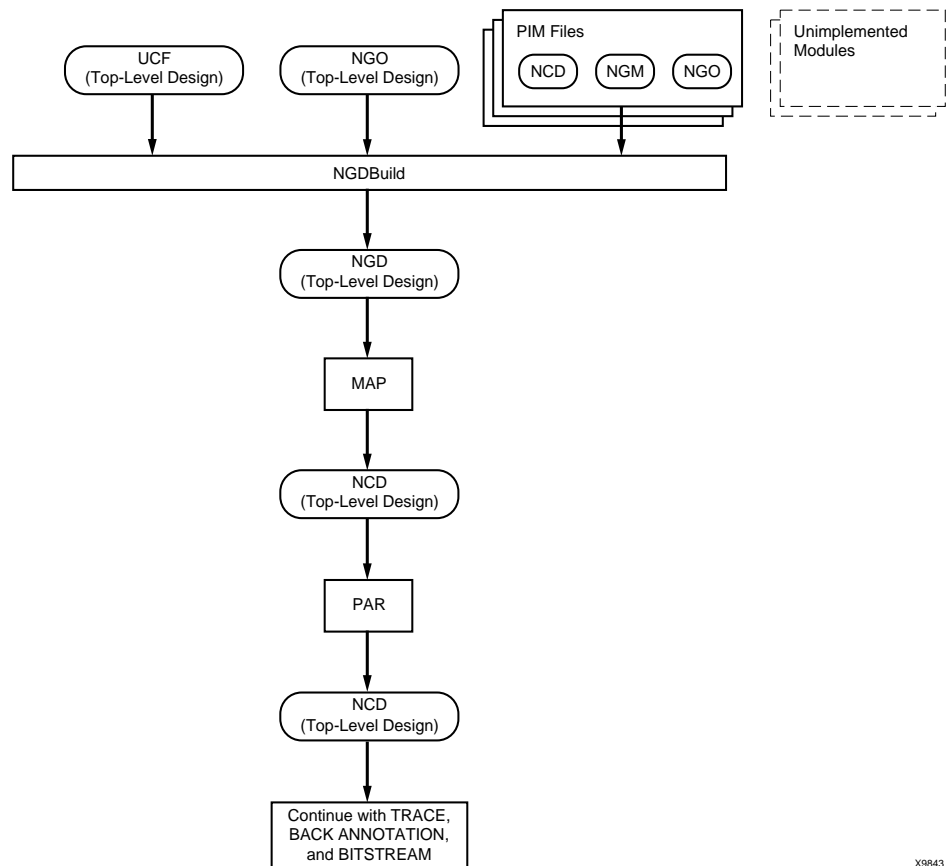 UCF
(Top-Level Design)
NGO
(Top-Level Design)
PIM Files
NCD
NGM
NGO
Unimplemented
Modules
NGDBuild
NGD
(Top-Level Design)
MAP
NCD
(Top-Level Design)
PAR
NCD
(Top-Level Design)
Continue with TRACE,
BACK ANNOTATION,
and BITSTREAM
X9843